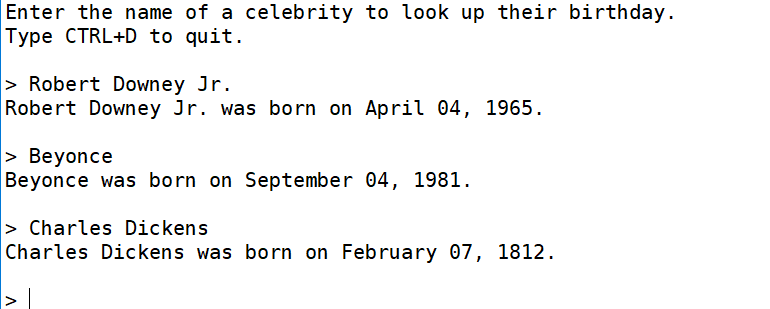 Enter the name of a celebrity to look up their birthday.
Type CTRL+D to quit.
> Robert Downey Jr.
Robert Downey Jr. was born on April 04, 1965.
> Beyonce
Beyonce was born on September 04, 1981.
> Charles Dickens
Charles Dickens was born on February 07, 1812.
>